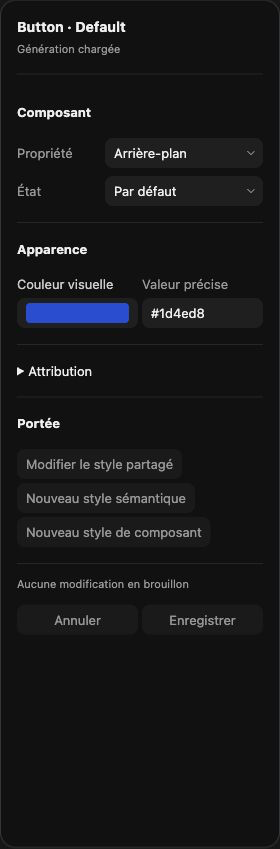 Button · Default
Génération chargée
Composant
Propriété Arrière-plan
État Par défaut
Apparence
Couleur visuelle Valeur précise
#1d4ed8
Attribution
Portée
Modifier le style partagé
Nouveau style sémantique
Nouveau style de composant
Aucune modification en brouillon
Annuler Enregistrer